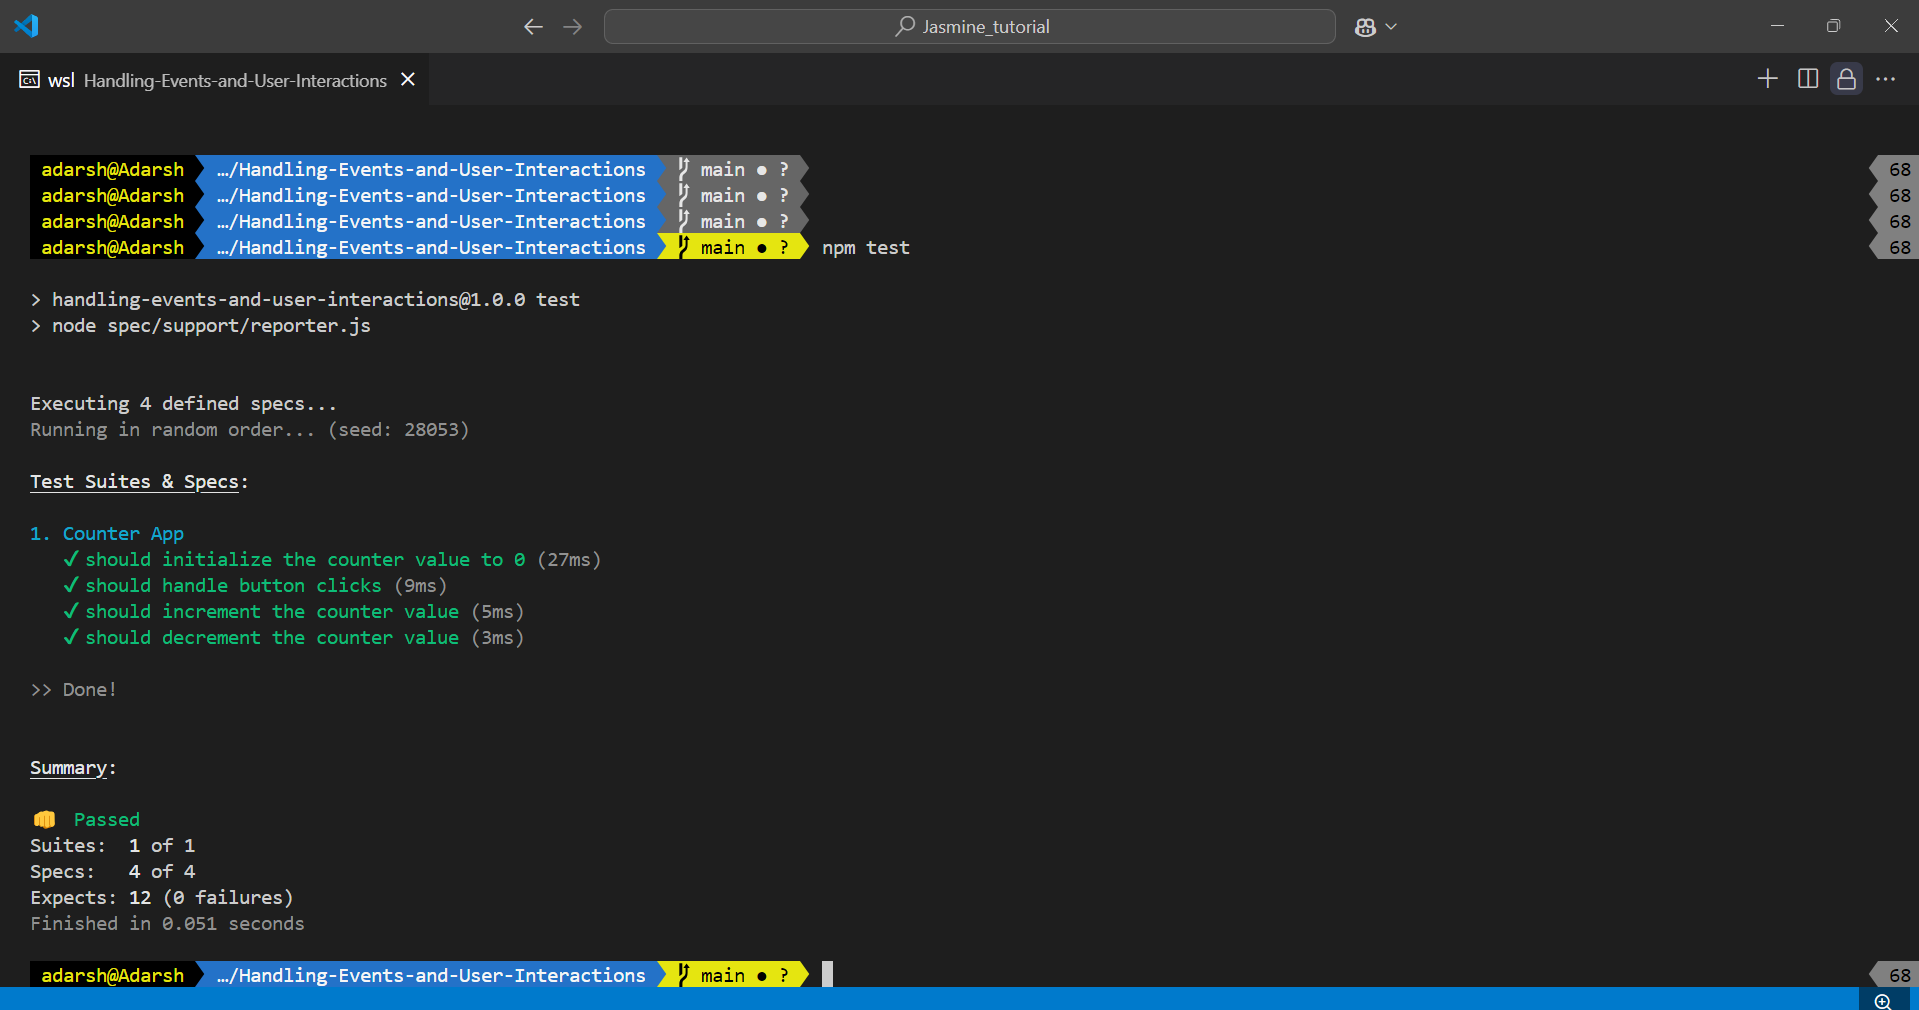 Jasmine_tutorial
wsl Handling-Events-and-User-Interactions
adarsh@Adarsh …/Handling-Events-and-User-Interactions main ● ? 68
adarsh@Adarsh …/Handling-Events-and-User-Interactions main ● ? 68
adarsh@Adarsh …/Handling-Events-and-User-Interactions main ● ? 68
adarsh@Adarsh …/Handling-Events-and-User-Interactions main ● ? npm test 68
> handling-events-and-user-interactions@1.0.0 test
> node spec/support/reporter.js
Executing 4 defined specs...
Running in random order... (seed: 28053)
Test Suites & Specs:
1. Counter App
✓ should initialize the counter value to 0 (27ms)
✓ should handle button clicks (9ms)
✓ should increment the counter value (5ms)
✓ should decrement the counter value (3ms)
>> Done!
Summary:
👊 Passed
Suites: 1 of 1
Specs: 4 of 4
Expects: 12 (0 failures)
Finished in 0.051 seconds
adarsh@Adarsh …/Handling-Events-and-User-Interactions main ● ? 68